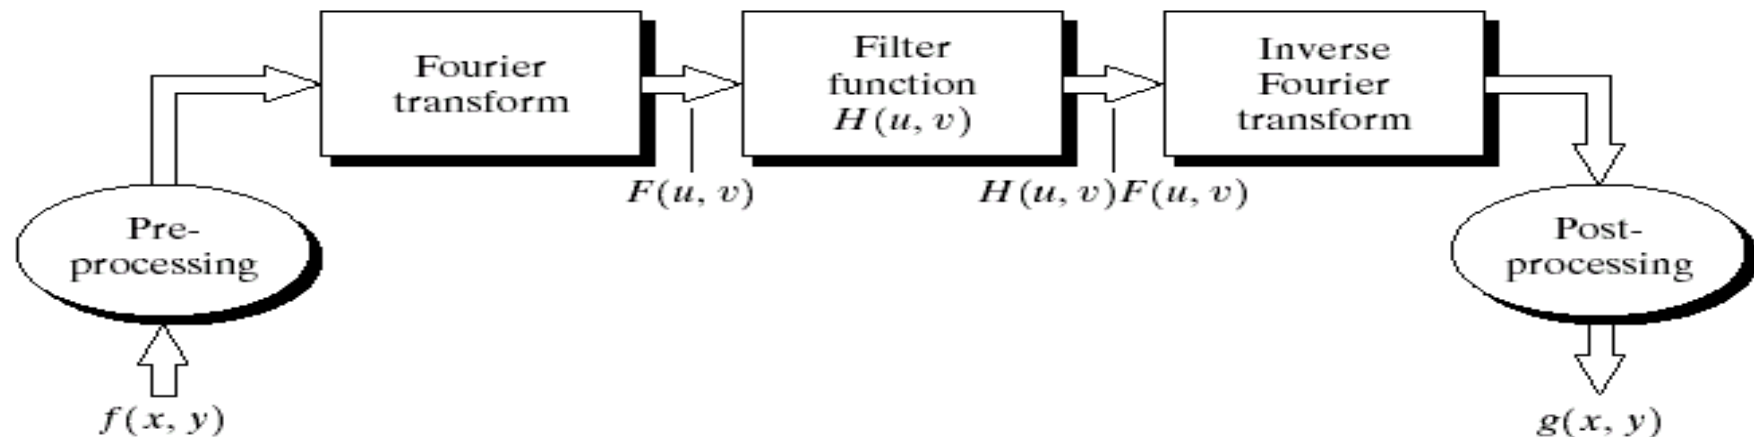 Fourier
transform
Filter
function
H(u, v)
Inverse
Fourier
transform
F(u, v)
H(u, v)F(u, v)
Pre-
processing
Post-
processing
f(x, y)
g(x, y)